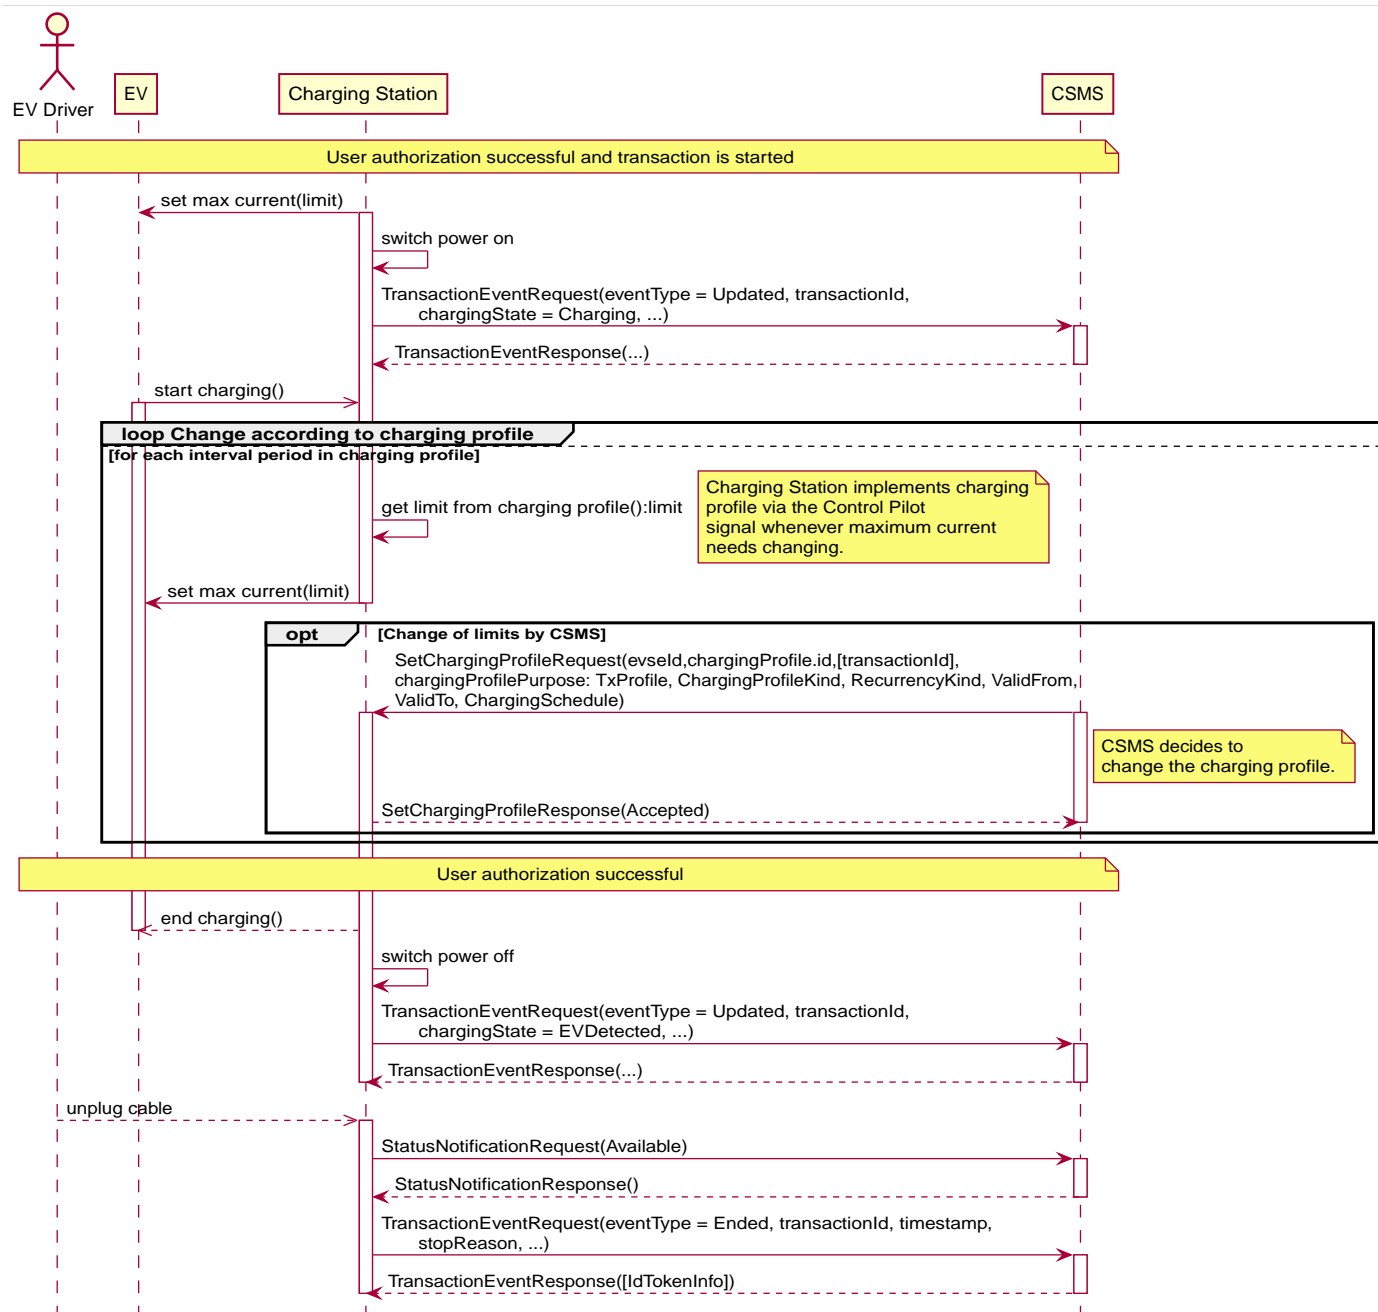 EV Driver
EV
Charging Station
CSMS
User authorization successful and transaction is started
set max current(limit)
switch power on
TransactionEventRequest(eventType = Updated, transactionId,
chargingState = Charging, ...)
TransactionEventResponse(...)
start charging()
loop Change according to charging profile
[for each interval period in charging profile]
get limit from charging profile():limit
Charging Station implements charging
profile via the Control Pilot
signal whenever maximum current
needs changing.
set max current(limit)
opt
[Change of limits by CSMS]
SetChargingProfileRequest(evseId,chargingProfile.id,[transactionId],
chargingProfilePurpose: TxProfile, ChargingProfileKind, RecurrencyKind, ValidFrom,
ValidTo, ChargingSchedule)
CSMS decides to
change the charging profile.
SetChargingProfileResponse(Accepted)
User authorization successful
end charging()
switch power off
TransactionEventRequest(eventType = Updated, transactionId,
chargingState = EVDetected, ...)
TransactionEventResponse(...)
unplug cable
StatusNotificationRequest(Available)
StatusNotificationResponse()
TransactionEventRequest(eventType = Ended, transactionId, timestamp,
stopReason, ...)
TransactionEventResponse([IdTokenInfo])